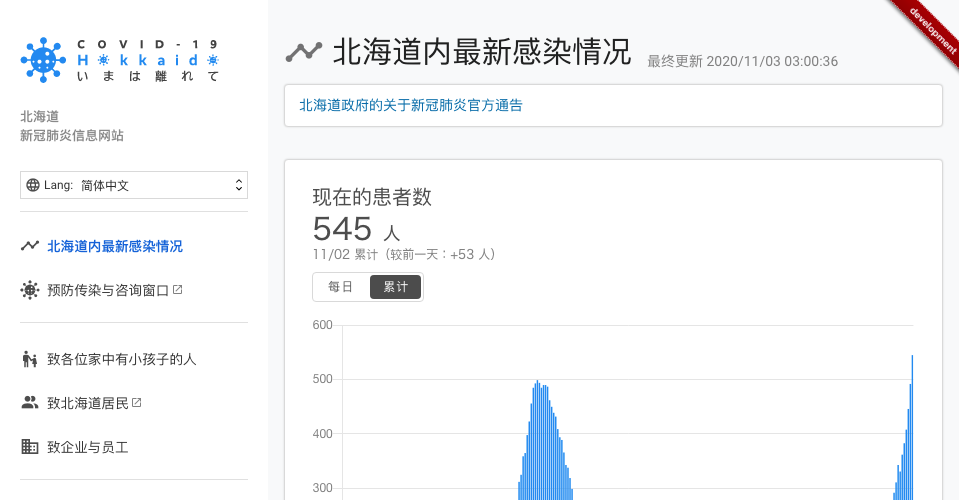 COVID-19
Hokkaido
いまは離れて
北海道
新冠肺炎信息网站
Lang: 简体中文
北海道内最新感染情况
预防传染与咨询窗口
致各位家中有小孩子的人
致北海道居民
致企业与员工
北海道内最新感染情况 最终更新 2020/11/03 03:00:36
development
北海道政府的关于新冠肺炎官方通告
现在的患者数
545 人
11/02 累计（较前一天：+53 人）
每日 累计
600
500
400
300